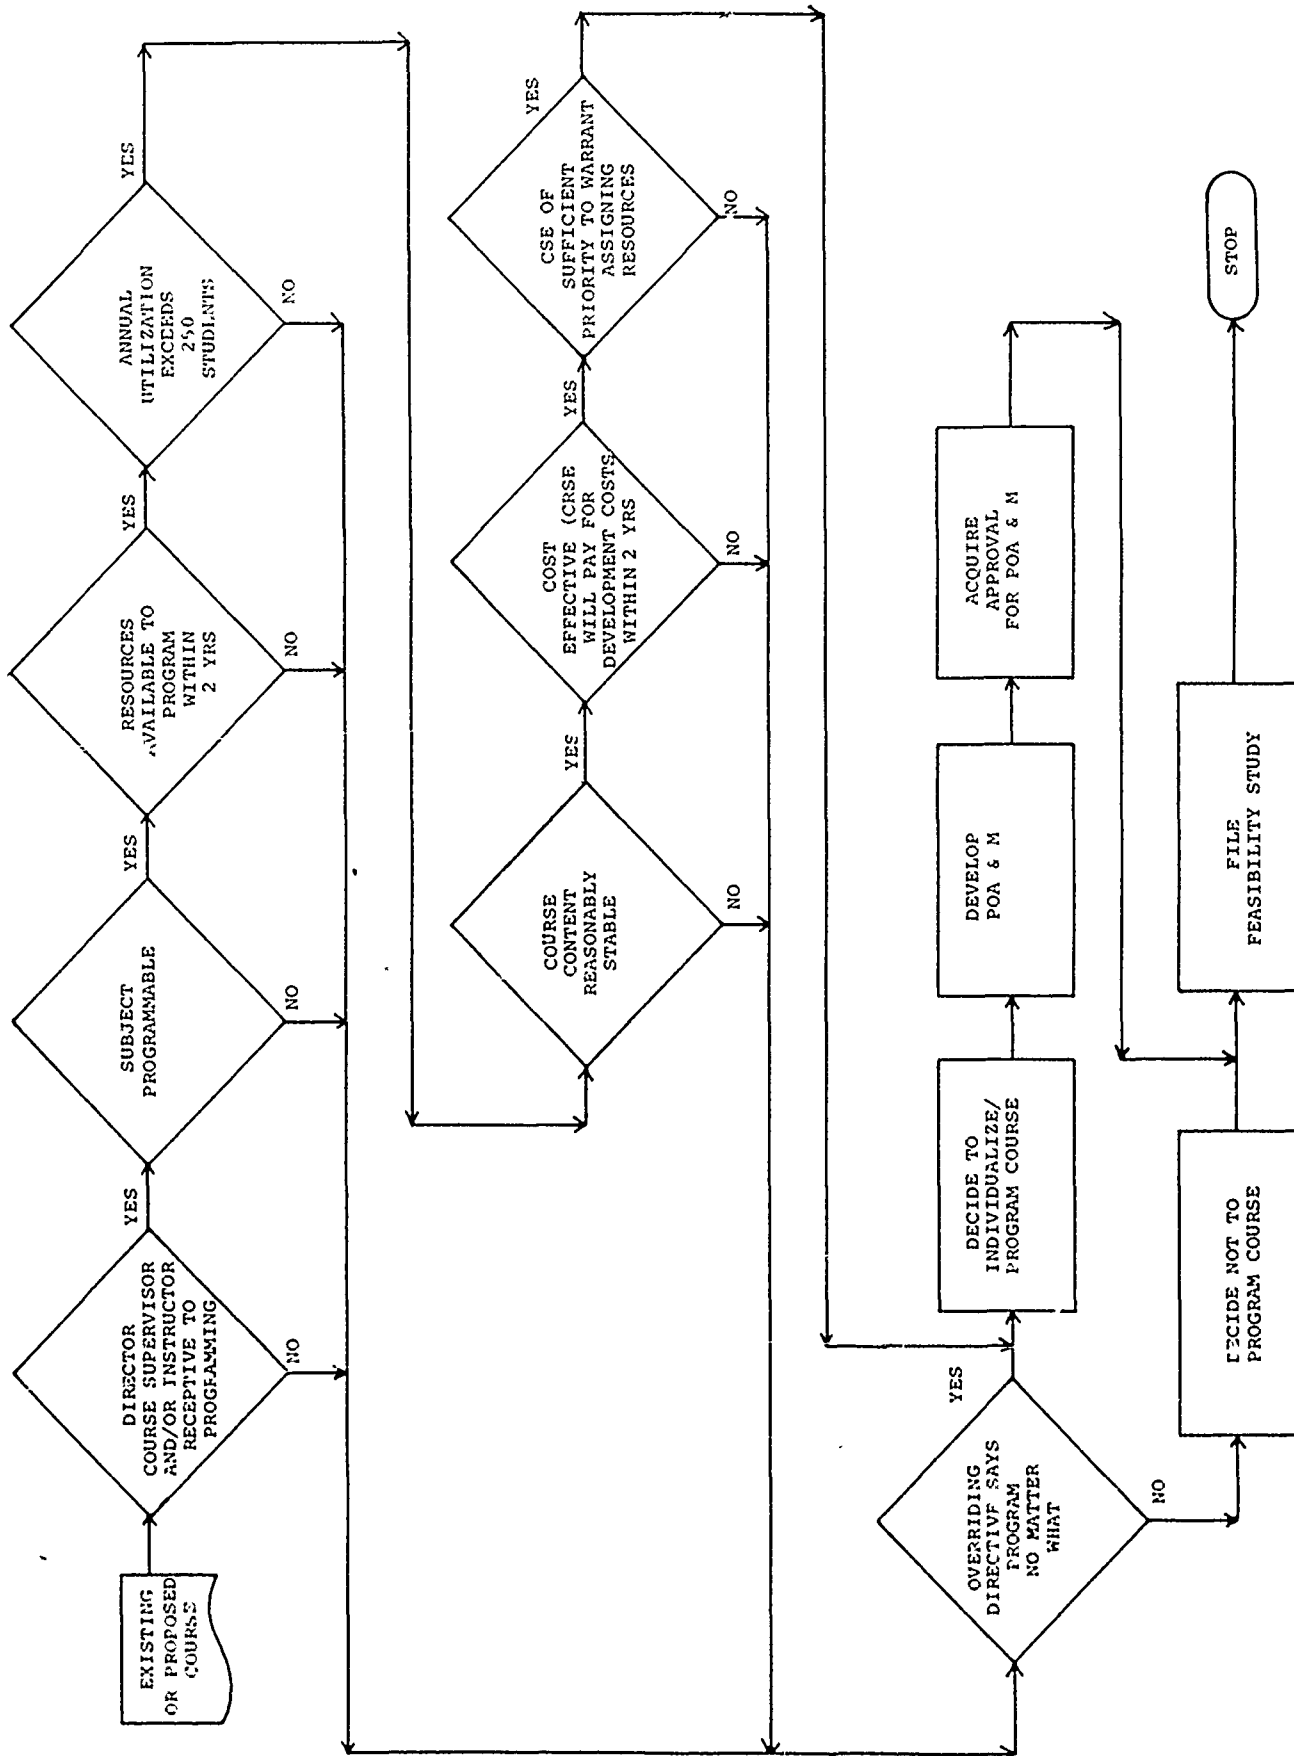 EXISTING
OR PROPOSED
COURSE
DIRECTOR
COURSE SUPERVISOR
AND/OR INSTRUCTOR
RECEPTIVE TO
PROGRAMMING
YES
NO
SUBJECT
PROGRAMMABLE
YES
NO
RESOURCES
AVAILABLE TO
PROGRAM
WITHIN
2 YRS
YES
NO
ANNUAL
UTILIZATION
EXCEEDS
250
STUDENTS
YES
NO
COURSE
CONTENT
REASONABLY
STABLE
YES
NO
COST
EFFECTIVE (CRSE
WILL PAY FOR
DEVELOPMENT COSTS
WITHIN 2 YRS
YES
NO
CSE OF
SUFFICIENT
PRIORITY TO WARRANT
ASSIGNING
RESOURCES
YES
NO
OVERRIDING
DIRECTIVE SAYS
PROGRAM
NO MATTER
WHAT
YES
NO
DECIDE TO
INDIVIDUALIZE/
PROGRAM COURSE
DEVELOP
POA & M
ACQUIRE
APPROVAL
FOR POA & M
DECIDE NOT TO
PROGRAM COURSE
FILE
FEASIBILITY STUDY
STOP